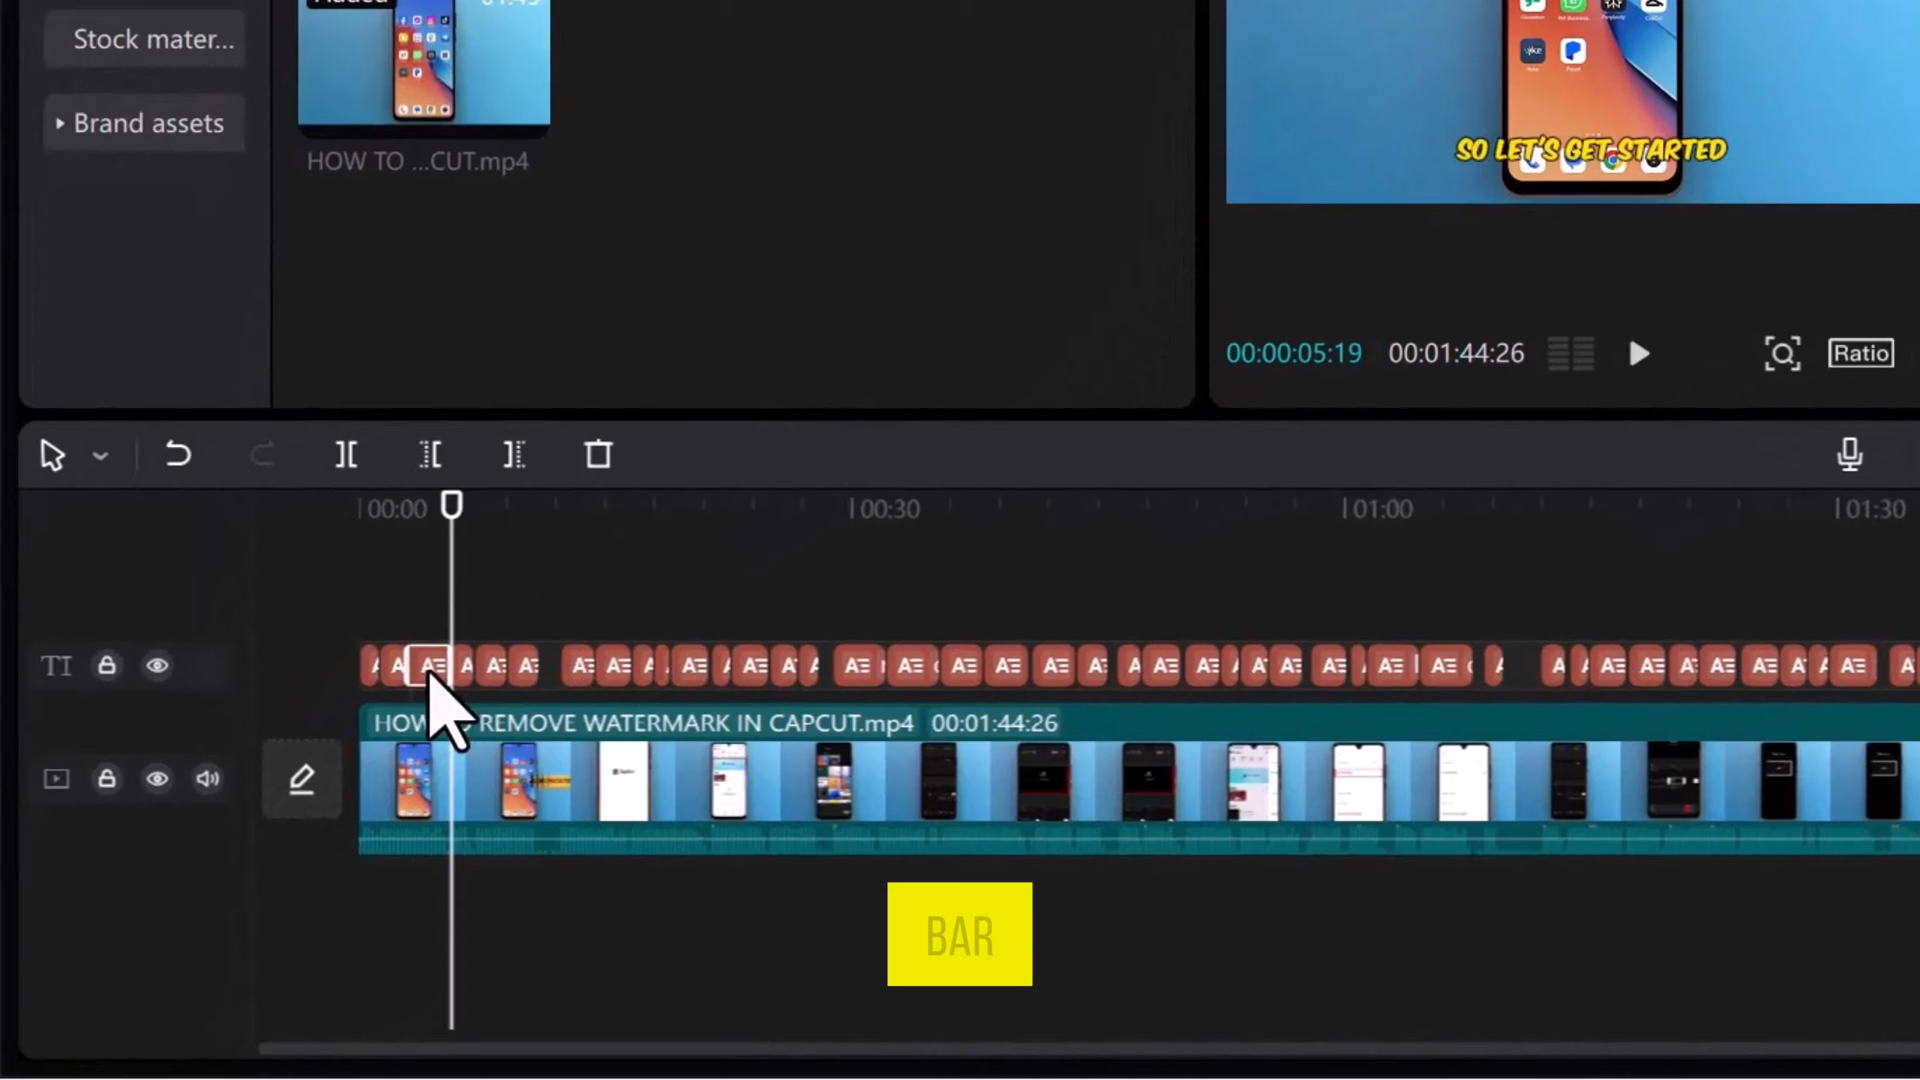 Stock mater...
Brand assets
HOW TO ...CUT.mp4
SO LET'S GET STARTED
00:00:05:19 00:01:44:26
Ratio
00:00 00:30 01:00 01:30
TI
HOW REMOVE WATERMARK IN CAPCUT.mp4 00:01:44:26
BAR